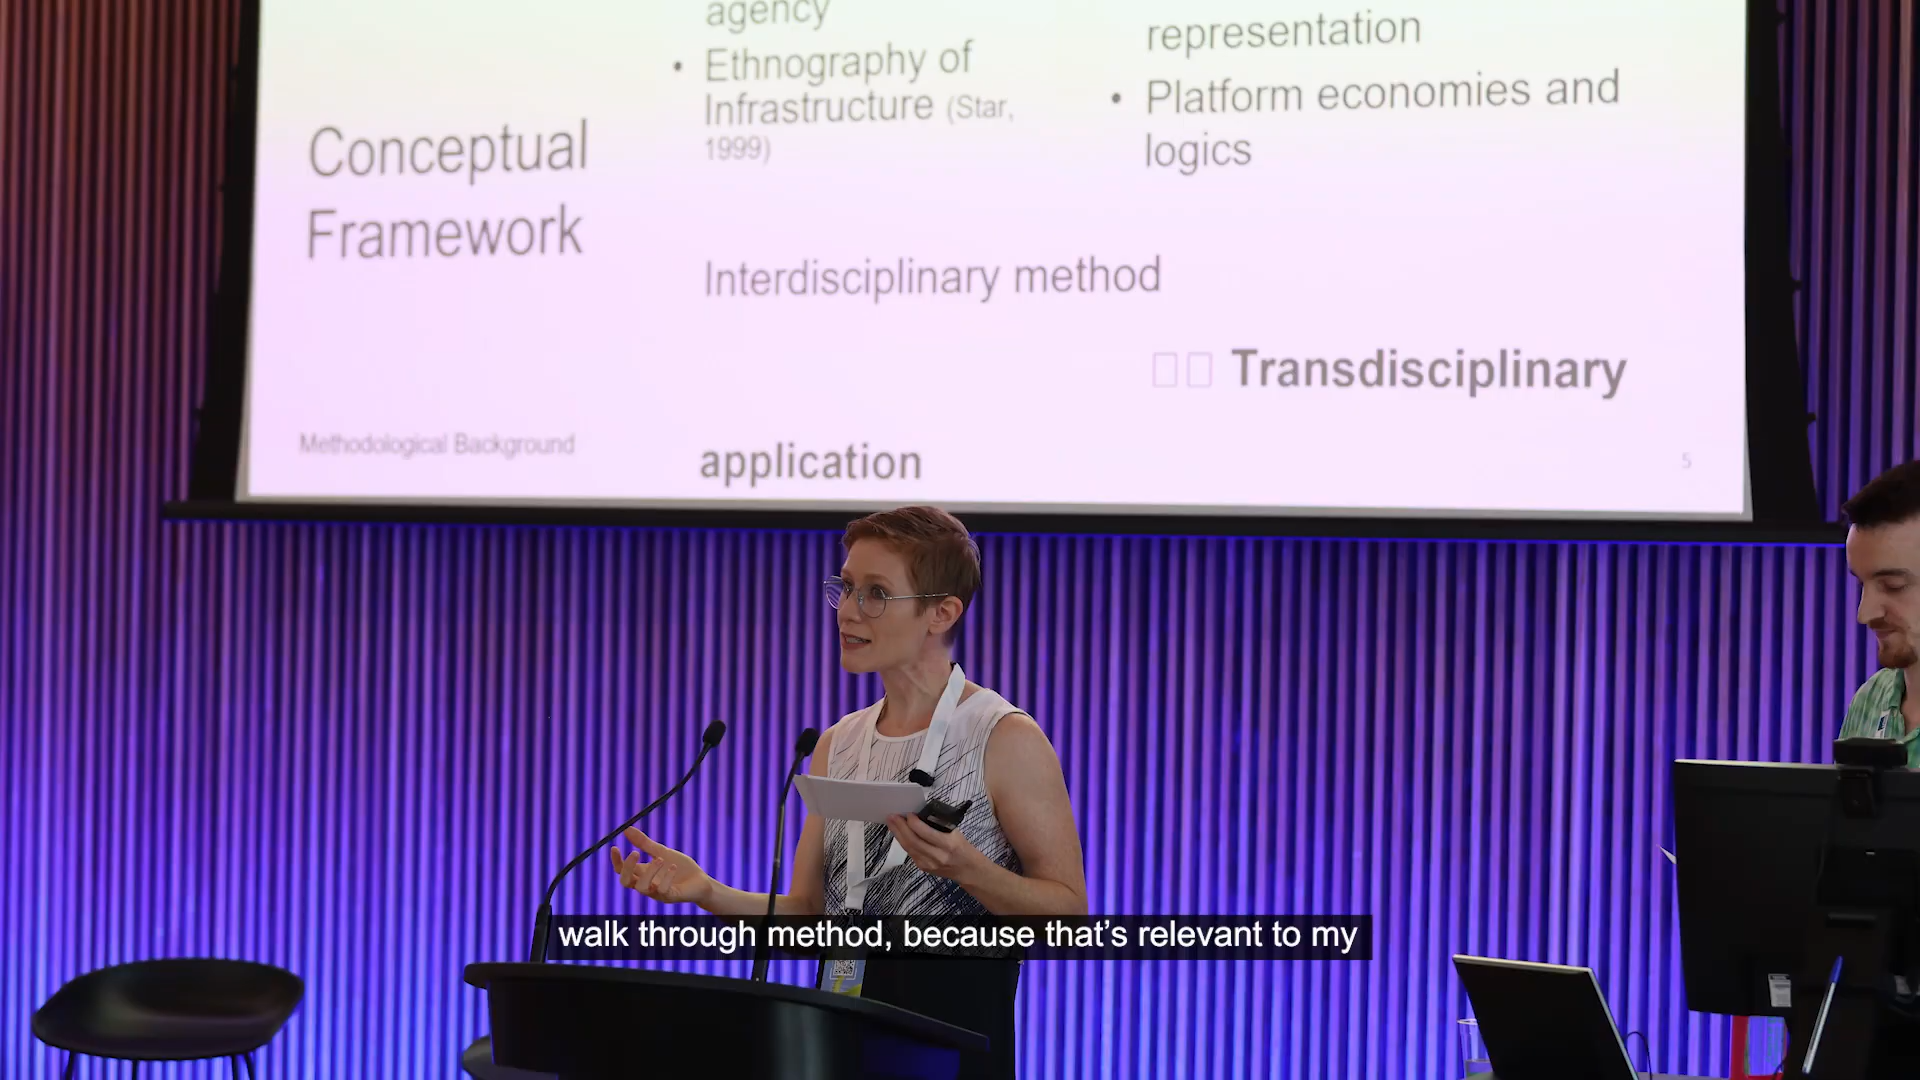 agency
• Ethnography of
Infrastructure (Star,
1999)
representation
• Platform economies and
logics
Conceptual
Framework
Interdisciplinary method
Transdisciplinary
application
Methodological Background
5
walk through method, because that's relevant to my